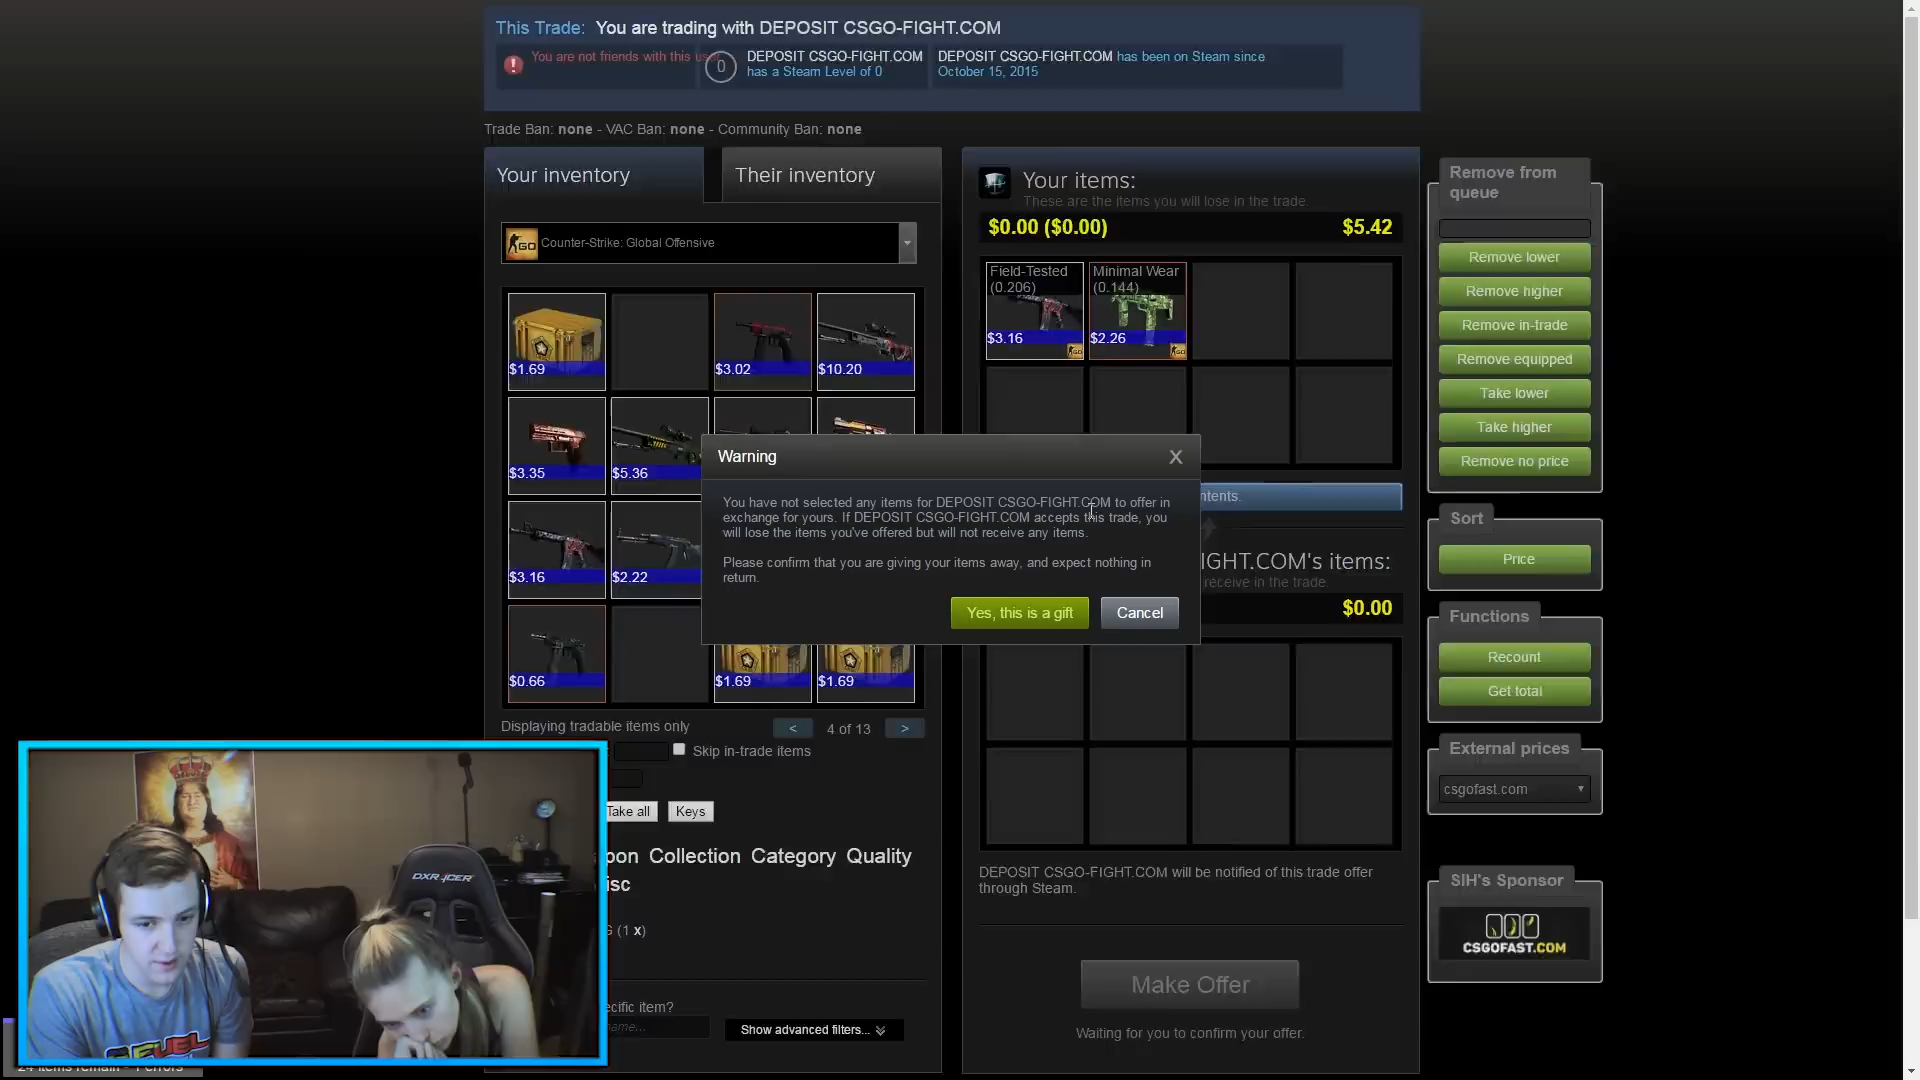 This Trade: You are trading with DEPOSIT CSGO-FIGHT.COM
You are not friends with this
0
DEPOSIT CSGO-FIGHT.COM
has a Steam Level of 0
DEPOSIT CSGO-FIGHT.COM has been on Steam since
October 15, 2015
Trade Ban: none - VAC Ban: none - Community Ban: none
Your inventory
Their inventory
GO
Counter-Strike: Global Offensive
$1.69
$3.02
$10.20
$3.35
$5.36
$3.16
$2.22
$0.66
$1.69
$1.69
Displaying tradable items only
<
4 of 13
>
Skip in-trade items
Take all
Keys
Collection Category Quality
(1 x)
item?
Show advanced filters...
Your items:
These are the items you will lose in the trade.
$0.00 ($0.00)
$5.42
Field-Tested
(0.206)
$3.16
Minimal Wear
(0.144)
$2.26
Warning
X
You have not selected any items for DEPOSIT CSGO-FIGHT.COM to offer in
exchange for yours. If DEPOSIT CSGO-FIGHT.COM accepts this trade, you
will lose the items you've offered but will not receive any items.
Please confirm that you are giving your items away, and expect nothing in
return.
Yes, this is a gift
Cancel
ntents.
IGHT.COM's items:
receive in the trade.
$0.00
DEPOSIT CSGO-FIGHT.COM will be notified of this trade offer
through Steam.
Make Offer
Waiting for you to confirm your offer.
Remove from
queue
Remove lower
Remove higher
Remove in-trade
Remove equipped
Take lower
Take higher
Remove no price
Sort
Price
Functions
Recount
Get total
External prices
csgofast.com
SIH's Sponsor
CSGOFAST.COM
DXRACER